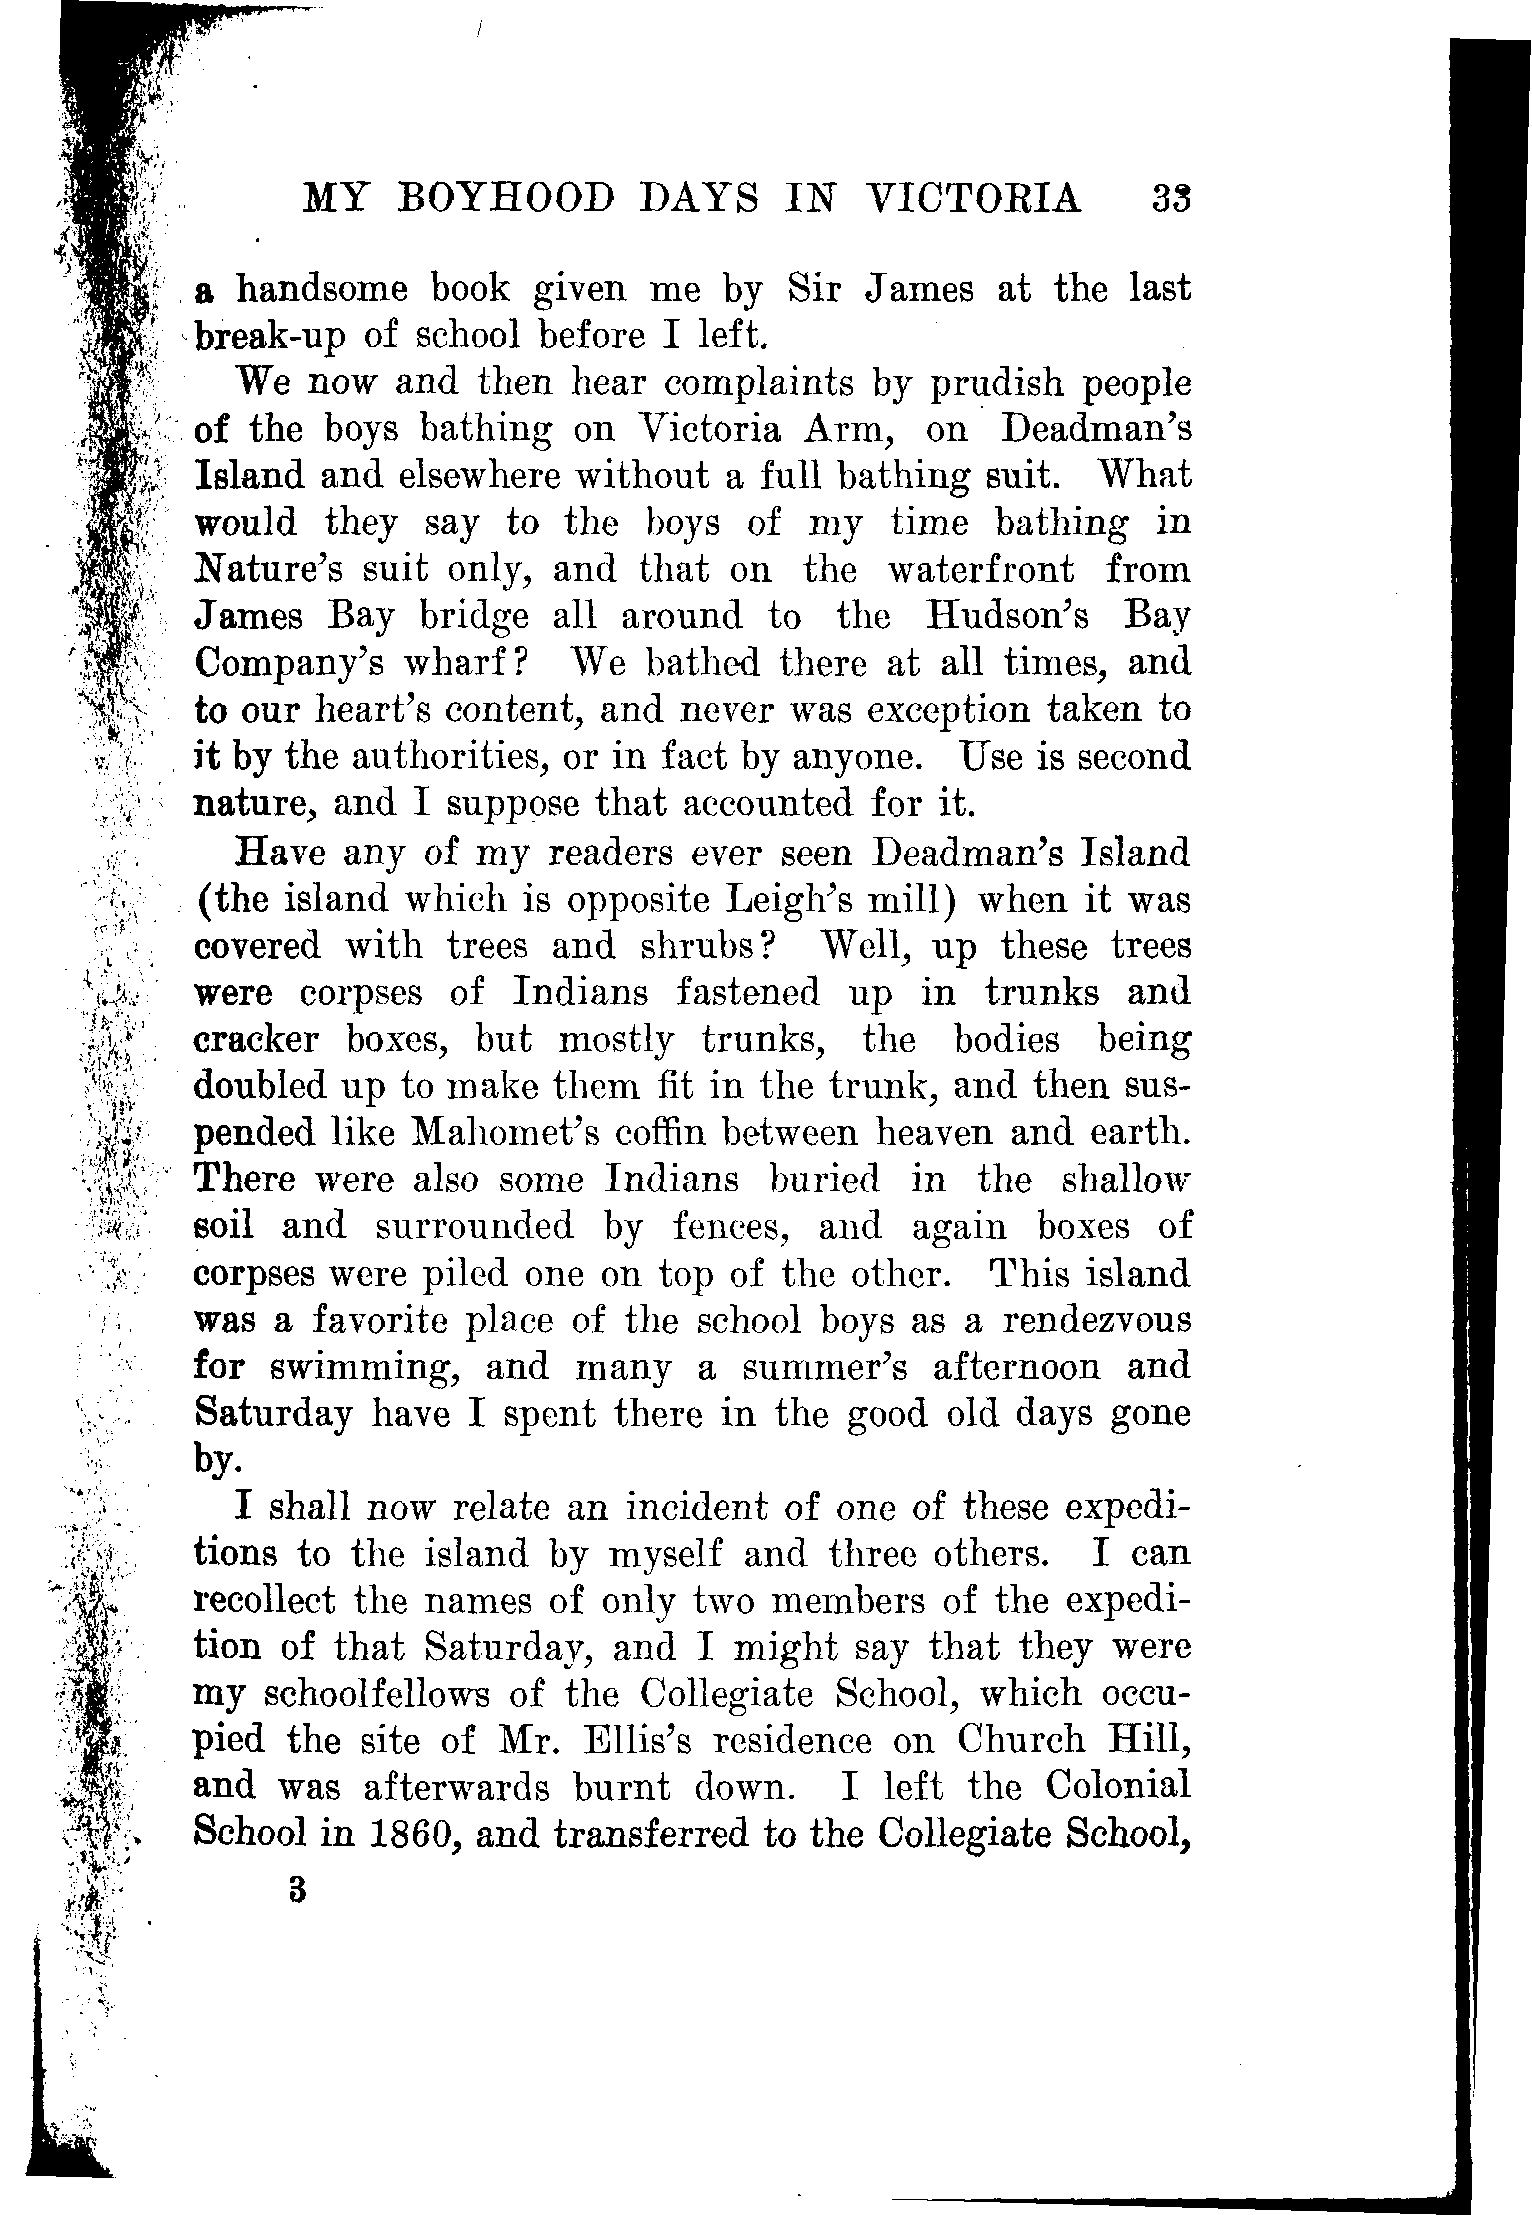 MY BOYHOOD DAYS IN VICTORIA 33
a handsome book given me by Sir James at the last
break-up of school before I left.
We now and then hear complaints by prudish people
of the boys bathing on Victoria Arm, on Deadman's
Island and elsewhere without a full bathing suit. What
would they say to the boys of my time bathing in
Nature's suit only, and that on the waterfront from
James Bay bridge all around to the Hudson's Bay
Company's wharf? We bathed there at all times, and
to our heart's content, and never was exception taken to
it by the authorities, or in fact by anyone. Use is second
nature, and I suppose that accounted for it.
Have any of my readers ever seen Deadman's Island
(the island which is opposite Leigh's mill) when it was
covered with trees and shrubs? Well, up these trees
were corpses of Indians fastened up in trunks and
cracker boxes, but mostly trunks, the bodies being
doubled up to make them fit in the trunk, and then sus-
pended like Mahomet's coffin between heaven and earth.
There were also some Indians buried in the shallow
soil and surrounded by fences, and again boxes of
corpses were piled one on top of the other. This island
was a favorite place of the school boys as a rendezvous
for swimming, and many a summer's afternoon and
Saturday have I spent there in the good old days gone
by.
I shall now relate an incident of one of these expedi-
tions to the island by myself and three others. I can
recollect the names of only two members of the expedi-
tion of that Saturday, and I might say that they were
my schoolfellows of the Collegiate School, which occu-
pied the site of Mr. Ellis's residence on Church Hill,
and was afterwards burnt down. I left the Colonial
School in 1860, and transferred to the Collegiate School,
3